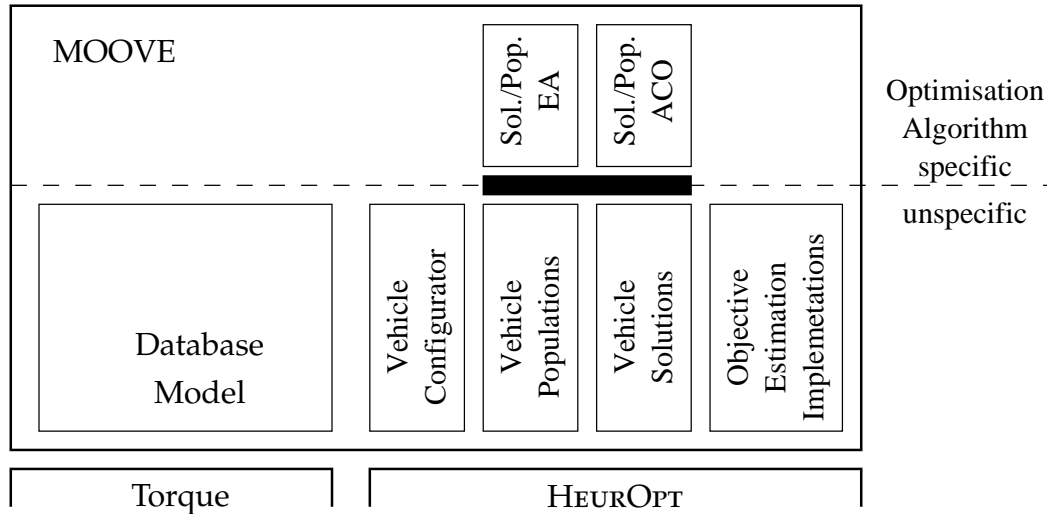 MOOVE
Sol./Pop.
EA
Sol./Pop.
ACO
Optimisation
Algorithm
specific
unspecific
Database
Model
Vehicle
Configurator
Vehicle
Populations
Vehicle
Solutions
Objective
Estimation
Implemetations
Torque
HEUROPT